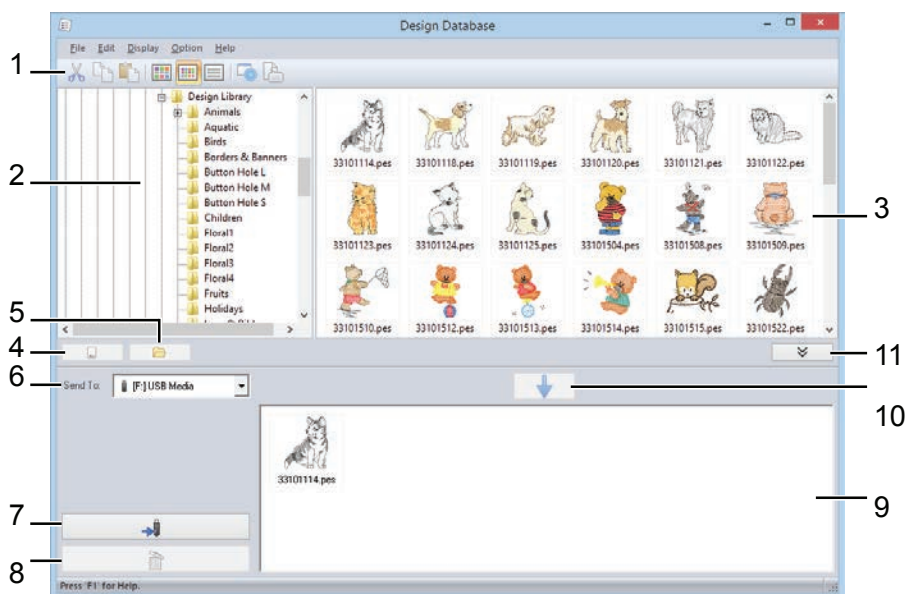 Design Database
File Edit Display Option Help
1
Design Library
Animals
Aquatic
Birds
Borders & Banners
Button Hole L
Button Hole M
Button Hole S
Children
Floral1
Floral2
Floral3
Floral4
Fruits
Holidays
2
33101114.pes 33101118.pes 33101119.pes 33101120.pes 33101121.pes 33101122.pes
33101123.pes 33101124.pes 33101125.pes 33101504.pes 33101508.pes 33101509.pes
3
33101510.pes 33101512.pes 33101513.pes 33101514.pes 33101515.pes 33101522.pes
5
4
11
6
Send To: [F:] USB Media
10
33101114.pes
9
7
8
Press 'F1' for Help.